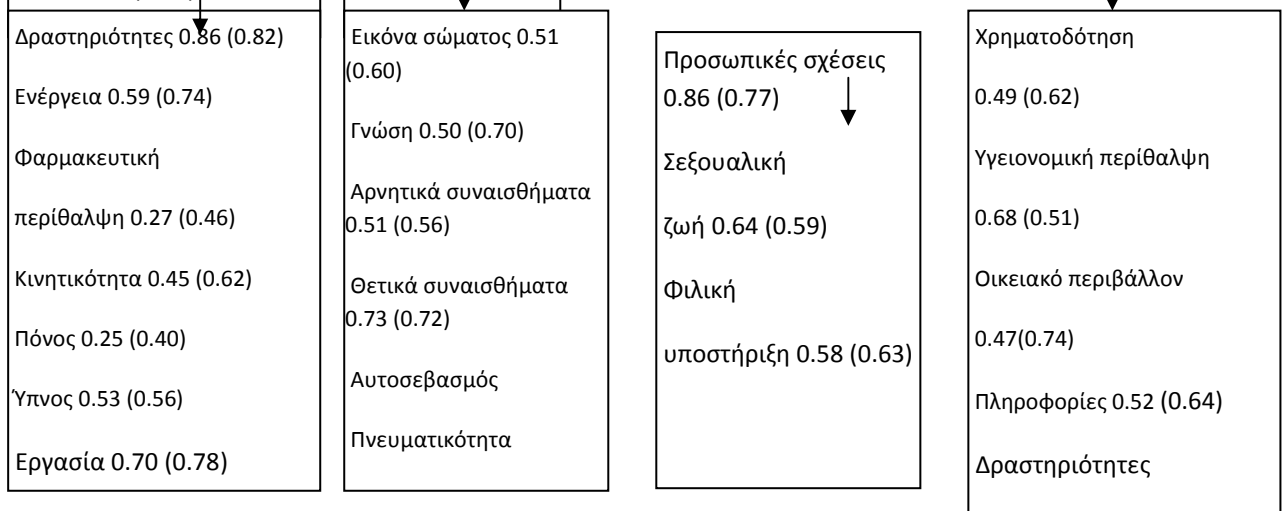 Δραστηριότητες 0.86 (0.82)
Ενέργεια 0.59 (0.74)
Φαρμακευτική
περίθαλψη 0.27 (0.46)
Κινητικότητα 0.45 (0.62)
Πόνος 0.25 (0.40)
Ύπνος 0.53 (0.56)
Εργασία 0.70 (0.78)
Εικόνα σώματος 0.51
(0.60)
Γνώση 0.50 (0.70)
Αρνητικά συναισθήματα
0.51 (0.56)
Θετικά συναισθήματα
0.73 (0.72)
Αυτοσεβασμός
Πνευματικότητα
Προσωπικές σχέσεις
0.86 (0.77)
Σεξουαλική
ζωή 0.64 (0.59)
Φιλική
υποστήριξη 0.58 (0.63)
Χρηματοδότηση
0.49 (0.62)
Υγειονομική περίθαλψη
0.68 (0.51)
Οικειακό περιβάλλον
0.47(0.74)
Πληροφορίες 0.52 (0.64)
Δραστηριότητες